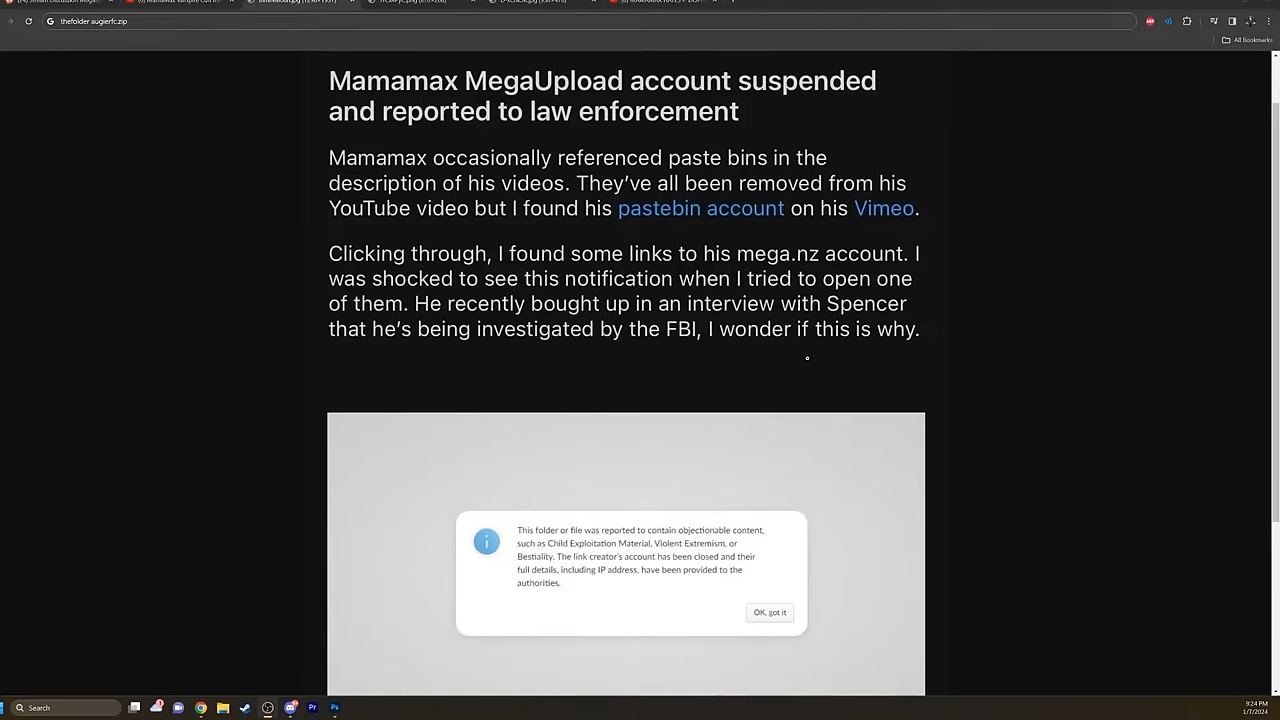 thefolder augierfc.zip
All Bookmarks
Mamamax MegaUpload account suspended
and reported to law enforcement
Mamamax occasionally referenced paste bins in the
description of his videos. They’ve all been removed from his
YouTube video but I found his pastebin account on his Vimeo.
Clicking through, I found some links to his mega.nz account. I
was shocked to see this notification when I tried to open one
of them. He recently bought up in an interview with Spencer
that he’s being investigated by the FBI, I wonder if this is why.
This folder or file was reported to contain objectionable content,
such as Child Exploitation Material, Violent Extremism, or
Bestiality. The link creator's account has been closed and their
full details, including IP address, have been provided to the
authorities.
OK, got it
Search
9:24 PM
1/7/2024